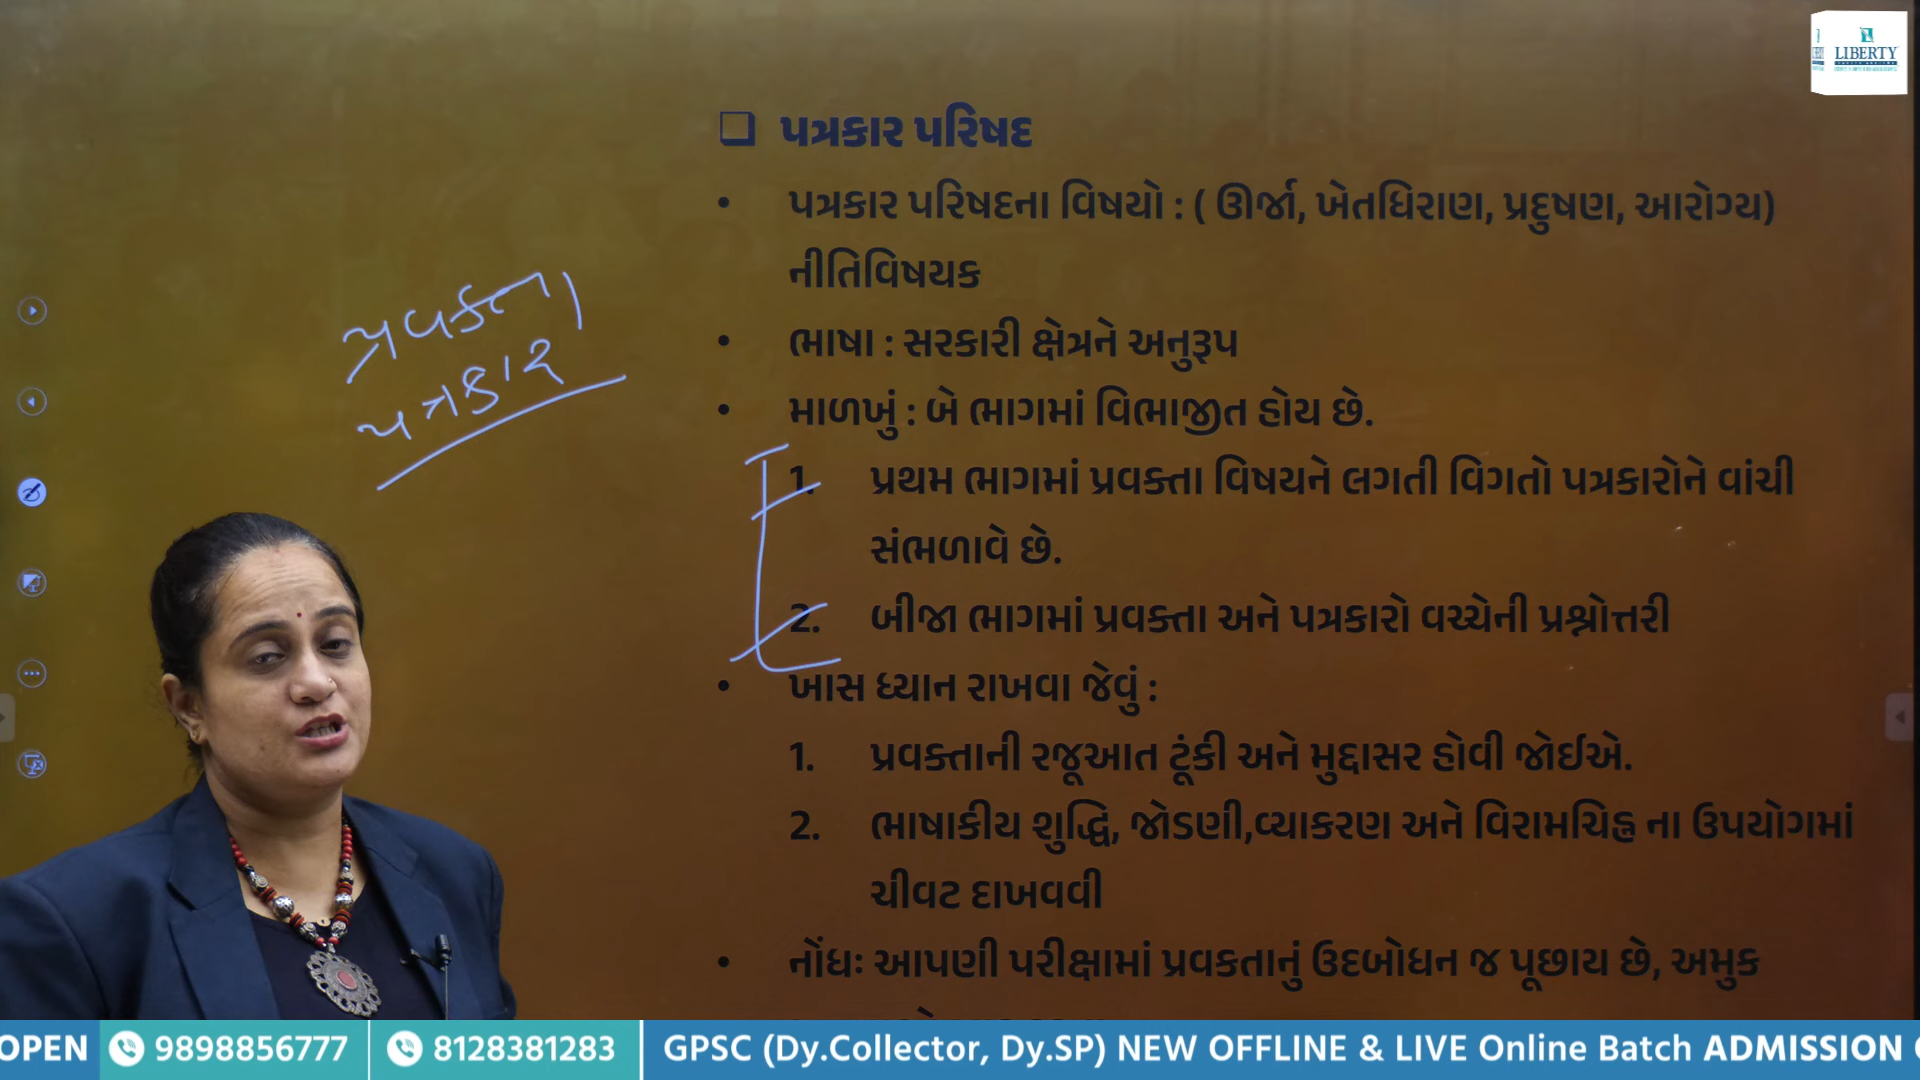 LIBERTY
❑ પત્રકાર પરિષદ
• પત્રકાર પરિષદના વિષયો : ( ઊર્જા, ખેતધિરાણ, પ્રદુષણ, આરોગ્ય)
નીતિવિષયક
• ભાષા : સરકારી ક્ષેત્રને અનુરૂપ
• માળખું : બે ભાગમાં વિભાજીત હોય છે.
1. પ્રથમ ભાગમાં પ્રવક્તા વિષયને લગતી વિગતો પત્રકારોને વાંચી
સંભળાવે છે.
2. બીજા ભાગમાં પ્રવક્તા અને પત્રકારો વચ્ચેની પ્રશ્નોત્તરી
• ખાસ ધ્યાન રાખવા જેવું :
1. પ્રવક્તાની રજૂઆત ટૂંકી અને મુદ્દાસર હોવી જોઈએ.
2. ભાષાકીય શુદ્ધિ, જોડણી,વ્યાકરણ અને વિરામચિહ્ન ના ઉપયોગમાં
ચીવટ દાખવવી
• નોંધઃ આપણી પરીક્ષામાં પ્રવકતાનું ઉદબોધન જ પૂછાય છે, અમુક
પ્રવક્તા
પત્રકાર
OPEN 9898856777 8128381283 GPSC (Dy.Collector, Dy.SP) NEW OFFLINE & LIVE Online Batch ADMISSION